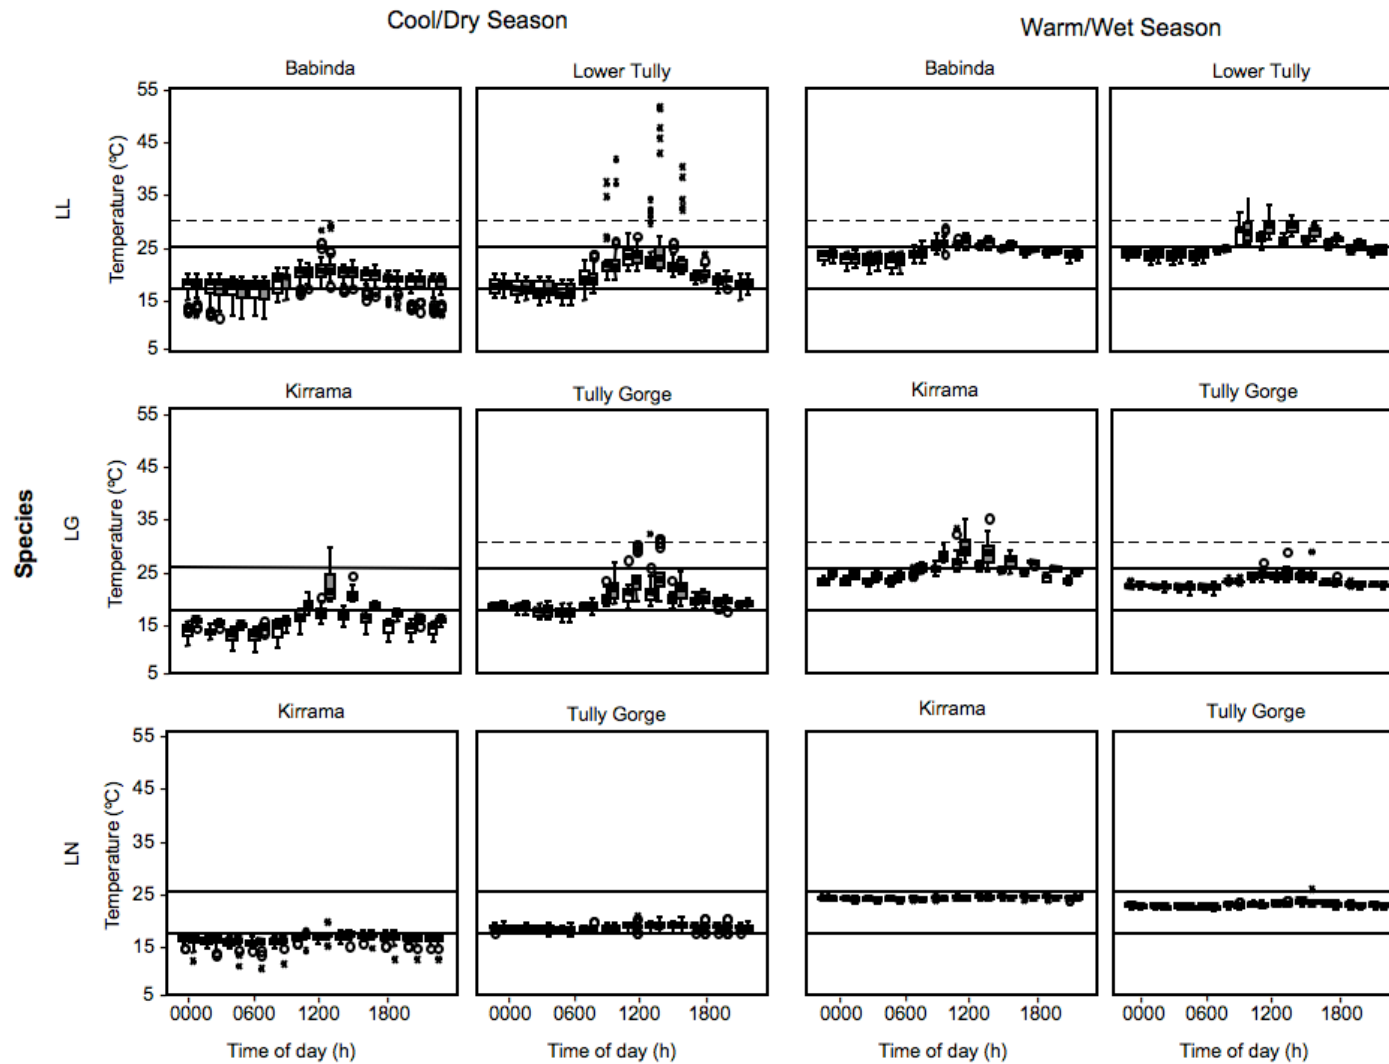 Cool/Dry Season
Warm/Wet Season
Babinda
Lower Tully
Babinda
Lower Tully
LL
Temperature (ºC)
55
45
35
25
15
5
Kirrama
Tully Gorge
Kirrama
Tully Gorge
Species
LG
Temperature (ºC)
55
45
35
25
15
5
Kirrama
Tully Gorge
Kirrama
Tully Gorge
LN
Temperature (ºC)
55
45
35
25
15
5
0000 0600 1200 1800
0000 0600 1200 1800
0000 0600 1200 1800
0000 0600 1200 1800
Time of day (h)
Time of day (h)
Time of day (h)
Time of day (h)